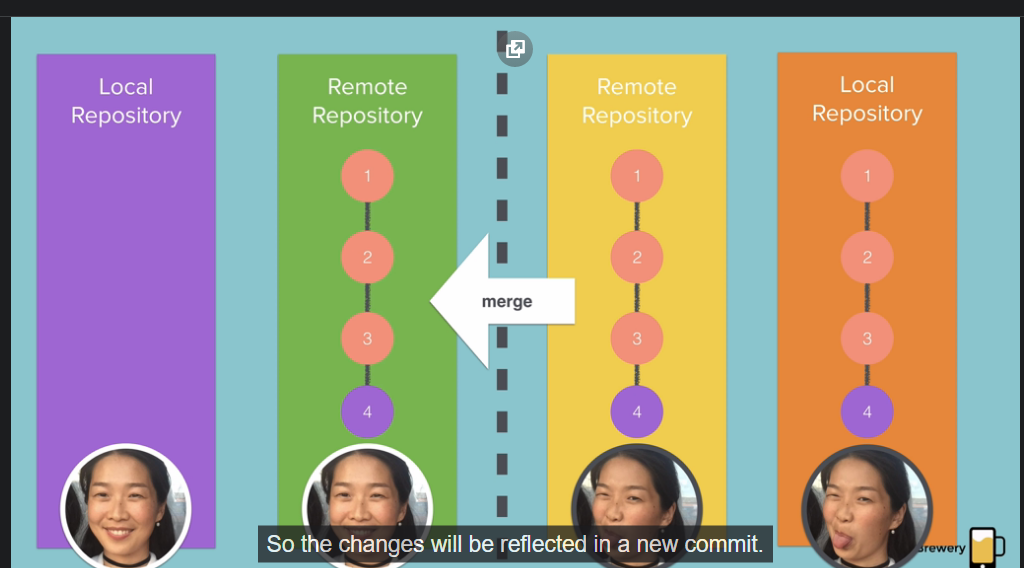 Local
Repository
Remote
Repository
1
2
3
4
merge
Remote
Repository
1
2
3
4
Local
Repository
1
2
3
4
So the changes will be reflected in a new commit.
Brewery